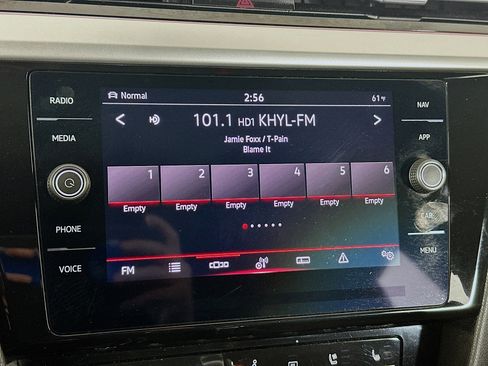 RADIO
MEDIA
PHONE
VOICE
Normal
2:56
61°F
< 101.1 HD1 KHYL-FM >
Jamie Foxx / T-Pain
Blame It
1 2 3 4 5 6
Empty Empty Empty Empty Empty Empty
FM
NAV
APP
CAR
MENU